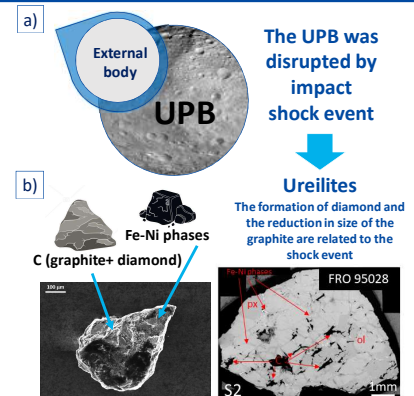 a)
External
body
UPB
The UPB was
disrupted by
impact
shock event
b)
Fe-Ni phases
C (graphite+ diamond)
100 μm
Ureilites
The formation of diamond and
the reduction in size of the
graphite are related to the
shock event
Fe-Ni phases
FRO 95028
px
ol
S2
1mm